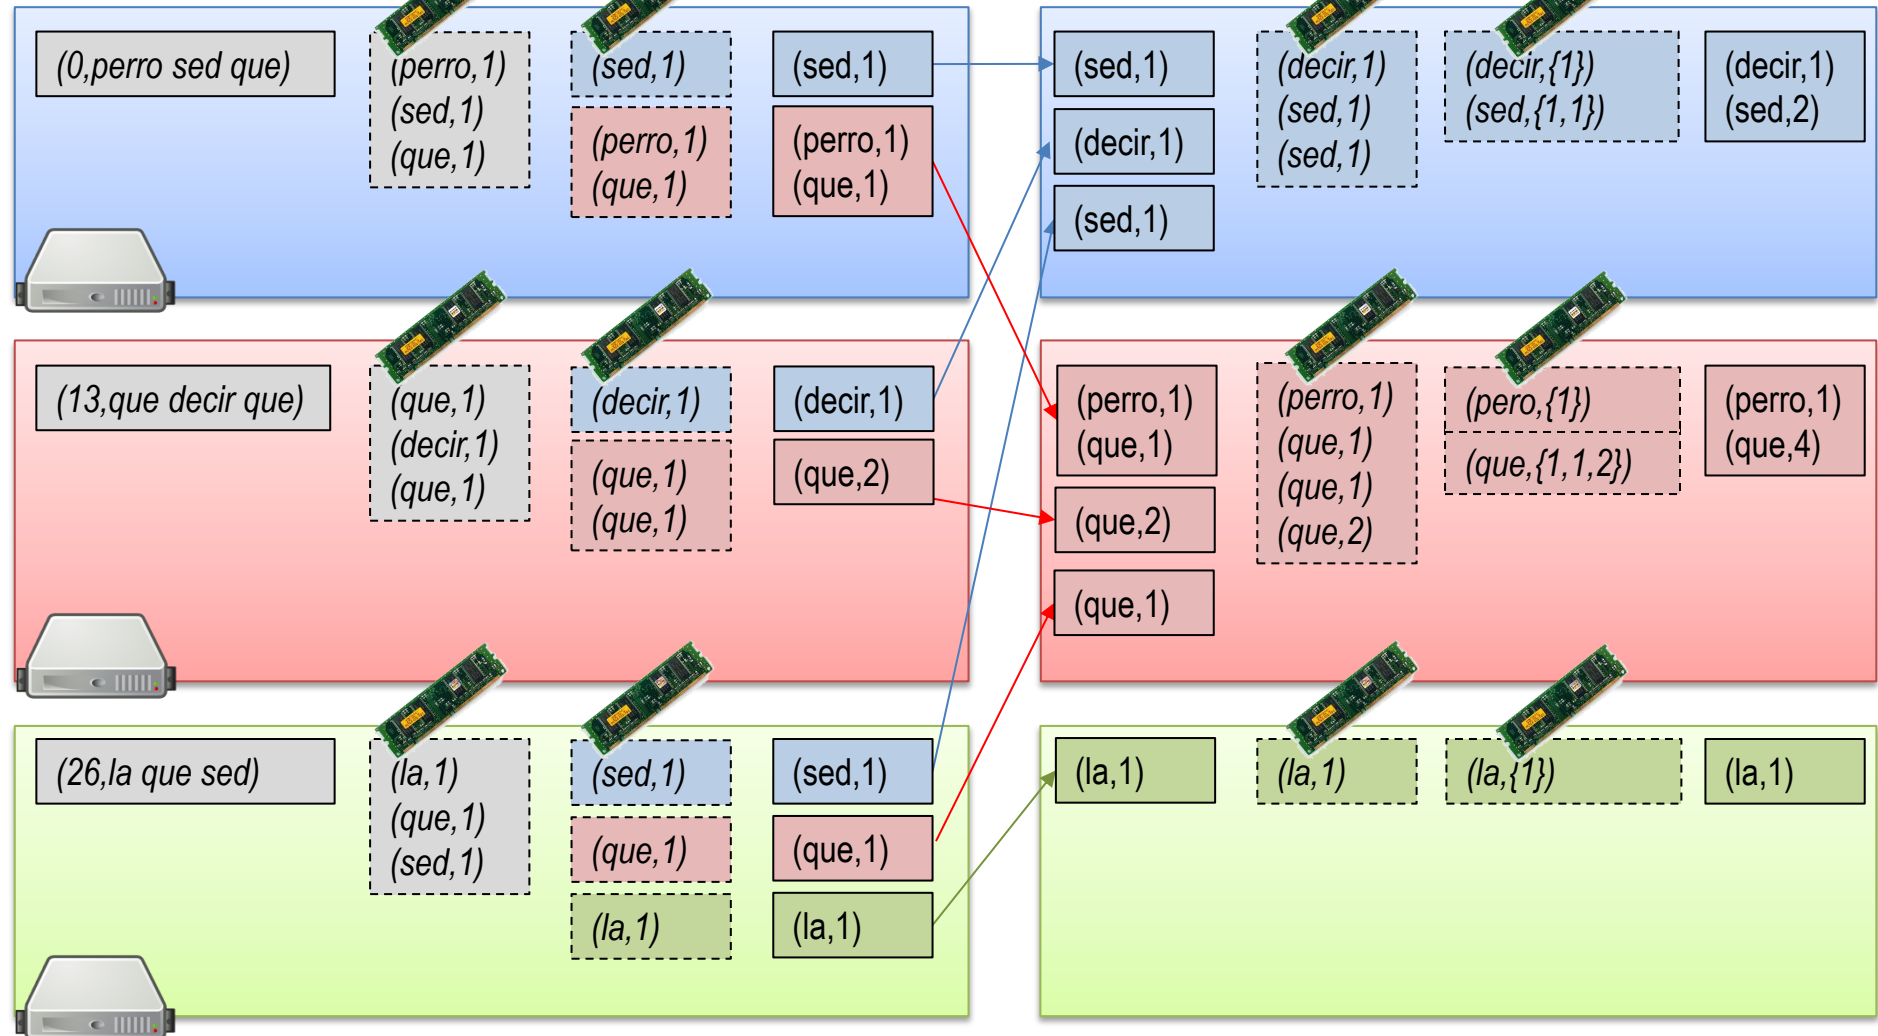 (0,perro sed que)
(perro,1)
(sed,1)
(que,1)
(sed,1)
(perro,1)
(que,1)
(sed,1)
(perro,1)
(que,1)
(sed,1)
(decir,1)
(sed,1)
(decir,1)
(sed,1)
(sed,1)
(decir,{1})
(sed,{1,1})
(decir,1)
(sed,2)
(13,que decir que)
(que,1)
(decir,1)
(que,1)
(decir,1)
(que,1)
(que,1)
(decir,1)
(que,2)
(perro,1)
(que,1)
(que,2)
(que,1)
(perro,1)
(que,1)
(que,1)
(que,2)
(pero,{1})
(que,{1,1,2})
(perro,1)
(que,4)
(26,la que sed)
(la,1)
(que,1)
(sed,1)
(sed,1)
(que,1)
(la,1)
(sed,1)
(que,1)
(la,1)
(la,1)
(la,1)
(la,{1})
(la,1)